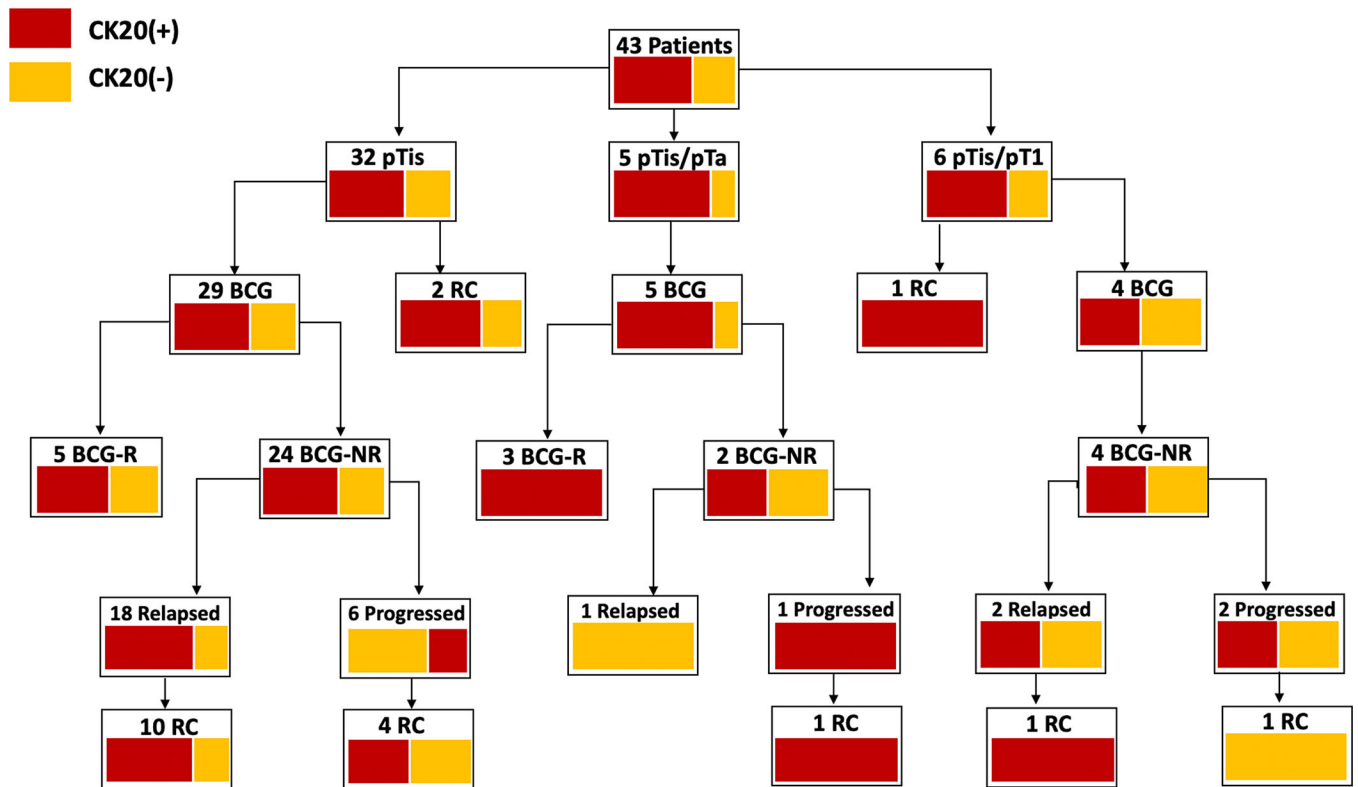 CK20(+)
CK20(-)
43 Patients
32 pTis
5 pTis/pTa
6 pTis/pT1
29 BCG
2 RC
5 BCG
1 RC
4 BCG
5 BCG-R
24 BCG-NR
3 BCG-R
2 BCG-NR
4 BCG-NR
18 Relapsed
6 Progressed
1 Relapsed
1 Progressed
2 Relapsed
2 Progressed
10 RC
4 RC
1 RC
1 RC
1 RC